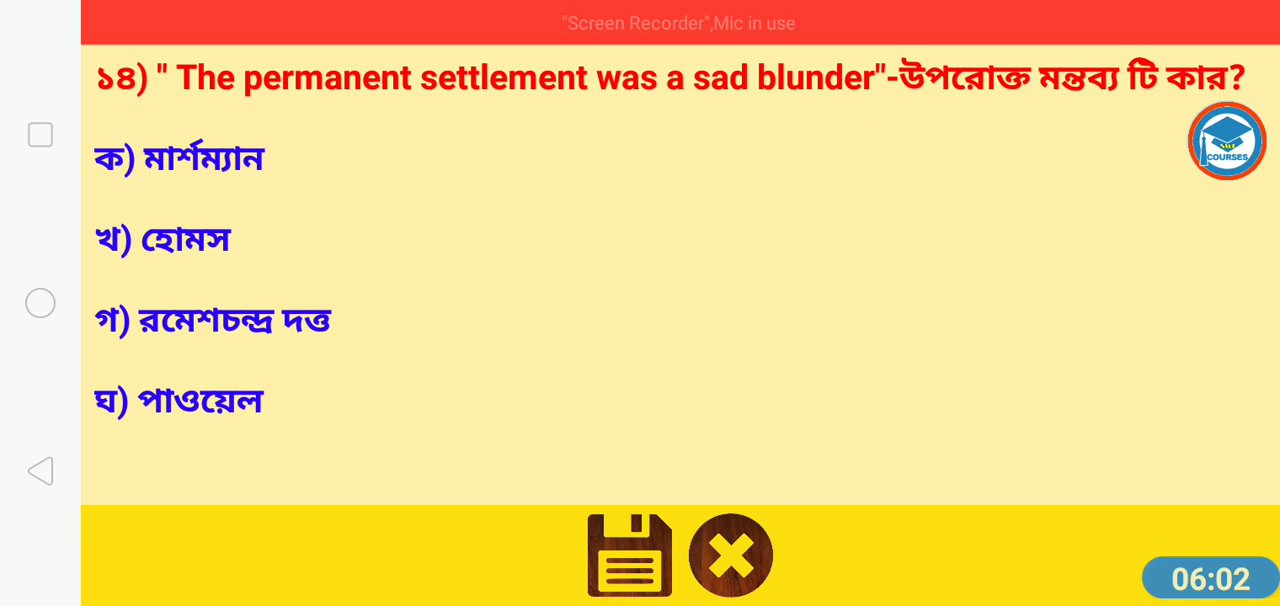 "Screen Recorder",Mic in use
১৪) " The permanent settlement was a sad blunder"-উপরোক্ত মন্তব্য টি কার?
ক) মার্শম্যান
COURSES
খ) হোমস
গ) রমেশচন্দ্র দত্ত
ঘ) পাওয়েল
06:02